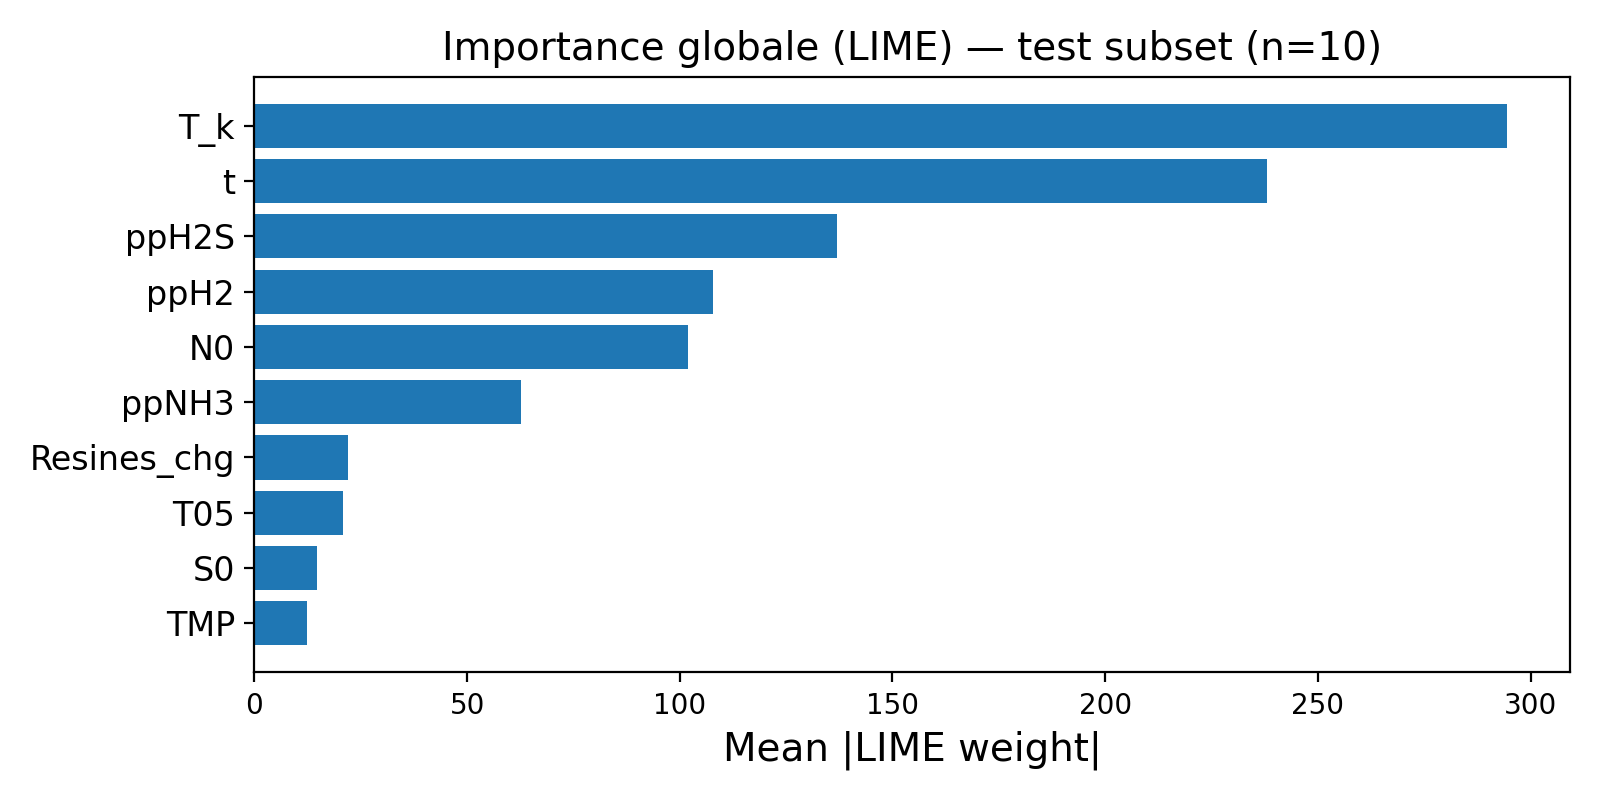 Importance globale (LIME) — test subset (n=10)
T_k
t
ppH2S
ppH2
N0
ppNH3
Resines_chg
T05
S0
TMP
0 50 100 150 200 250 300
Mean |LIME weight|